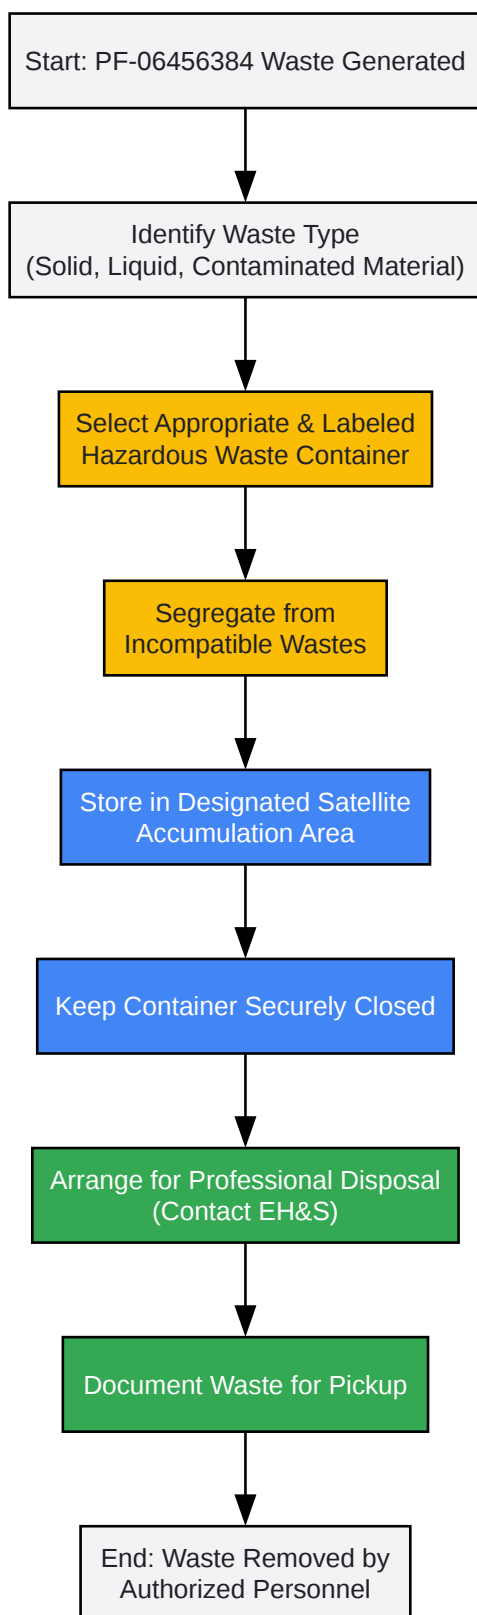 Start: PF-06456384 Waste Generated
Identify Waste Type
(Solid, Liquid, Contaminated Material)
Select Appropriate & Labeled
Hazardous Waste Container
Segregate from
Incompatible Wastes
Store in Designated Satellite
Accumulation Area
Keep Container Securely Closed
Arrange for Professional Disposal
(Contact EH&S)
Document Waste for Pickup
End: Waste Removed by
Authorized Personnel